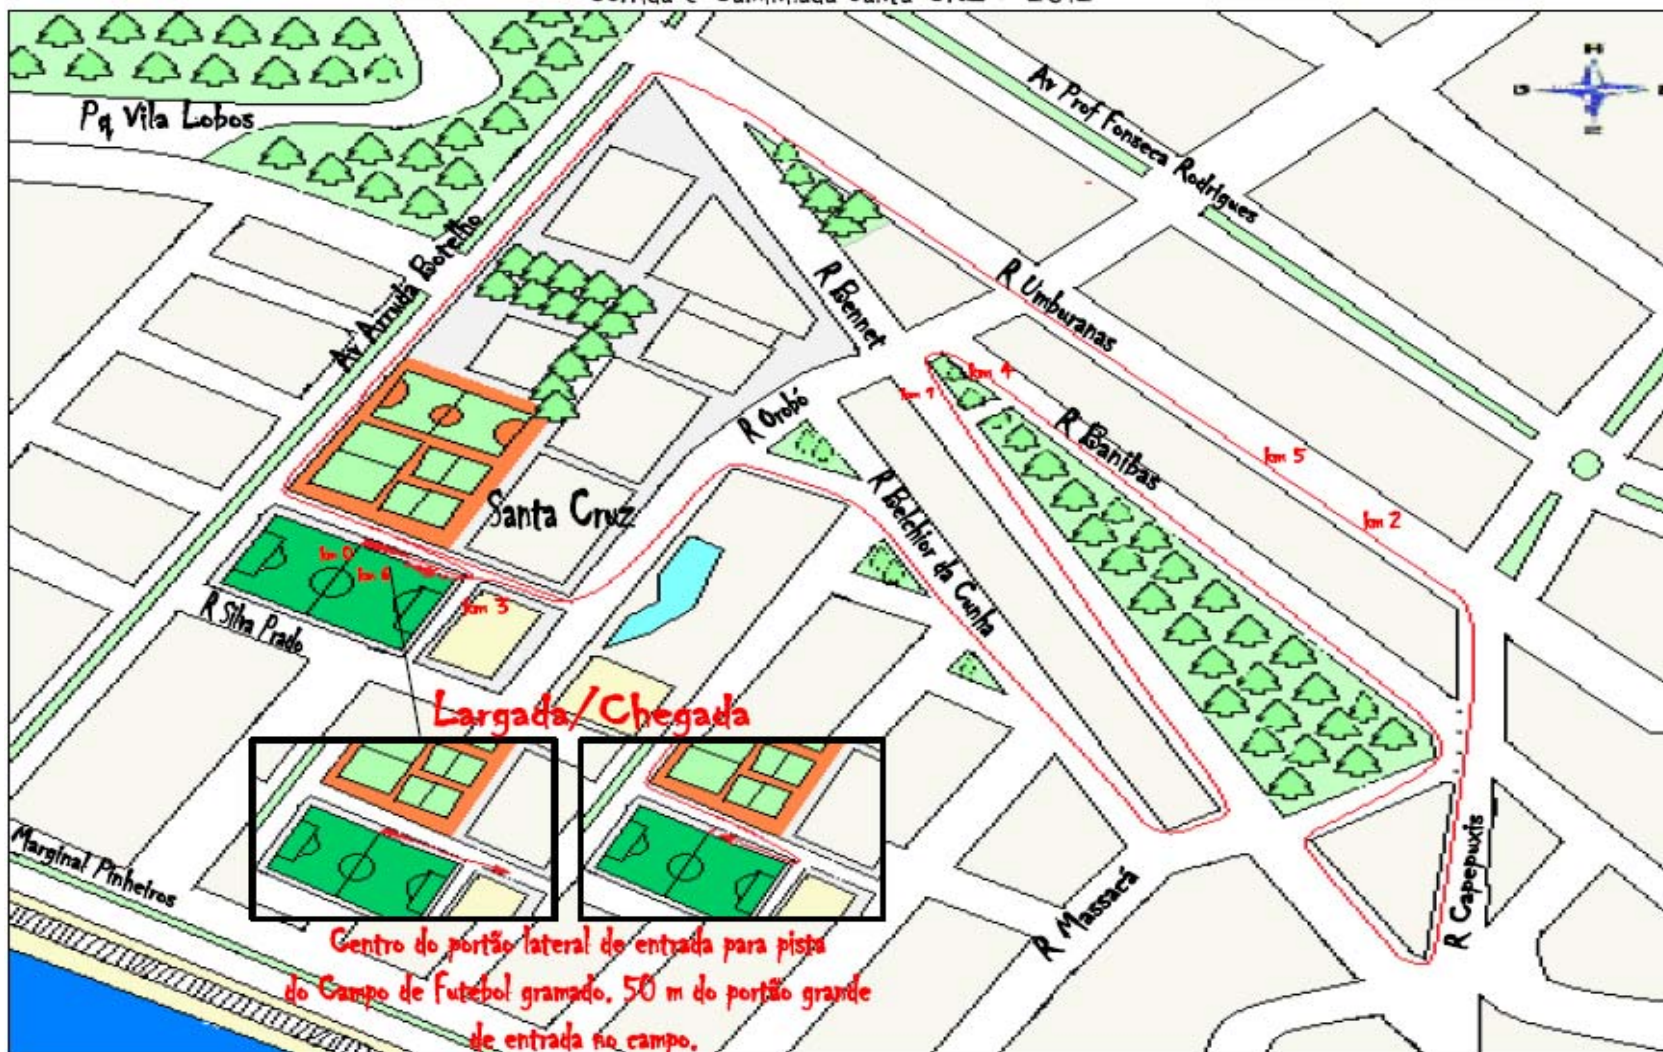 Pq Vila Lobos
Av Prof Fonseca Rodrigues
Av Arruda Botelho
R Bennet
R Umburanas
km 4
km 1
R Orobó
R Banibas
km 5
km 2
Santa Cruz
R Belchior da Cunha
km 0
km 6
km 3
R Silva Prado
Largada/Chegada
Marginal Pinheiros
R Massacá
R Capepuxis
Centro do portão lateral de entrada para pista
do Campo de Futebol gramado. 50 m do portão grande
de entrada no campo.